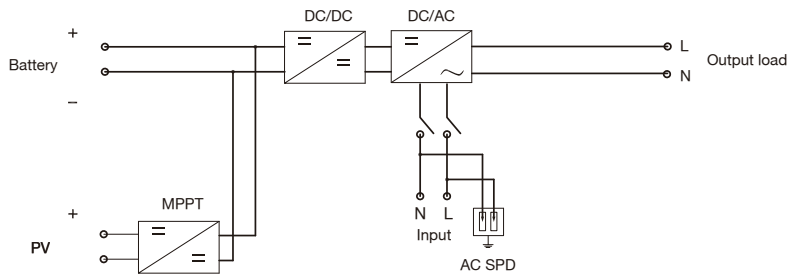 DC/DC
DC/AC
+
Battery
−
L
N
Output load
MPPT
+
PV
N L
Input
AC SPD